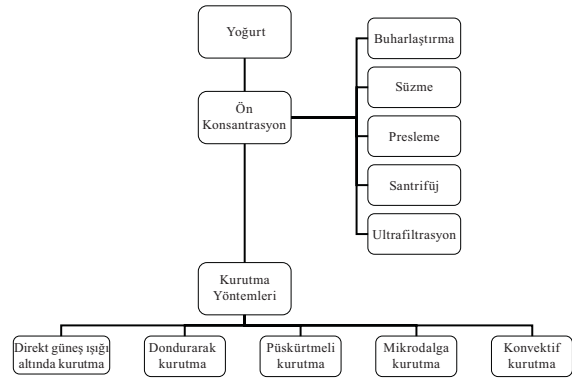 Yoğurt
Ön
Konsantrasyon
Buharlaştırma
Süzme
Presleme
Santrifüj
Ultrafiltrasyon
Kurutma
Yöntemleri
Direkt güneş ışığı
altında kurutma
Dondurarak
kurutma
Püskürtmeli
kurutma
Mikrodalga
kurutma
Konvektif
kurutma